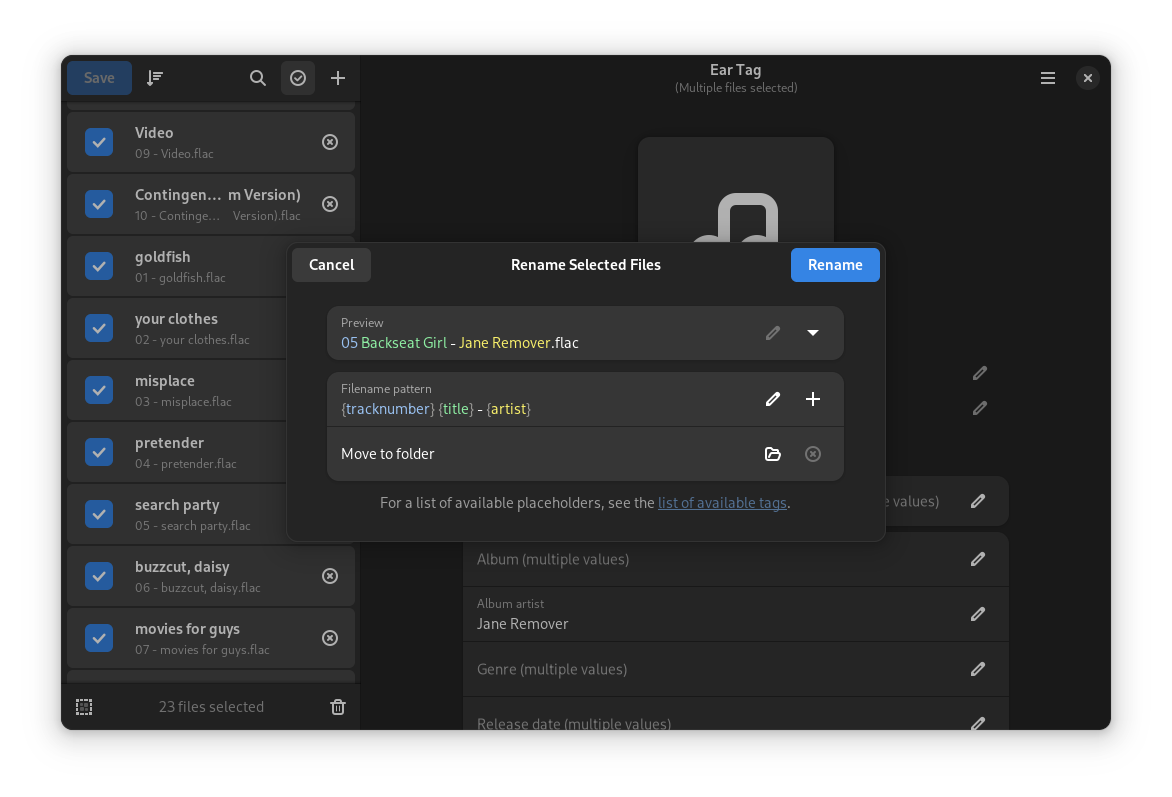 Save
Ear Tag
(Multiple files selected)
Video
09 - Video.flac
Contingen… m Version)
10 - Continge… Version).flac
goldfish
01 - goldfish.flac
your clothes
02 - your clothes.flac
misplace
03 - misplace.flac
pretender
04 - pretender.flac
search party
05 - search party.flac
buzzcut, daisy
06 - buzzcut, daisy.flac
movies for guys
07 - movies for guys.flac
23 files selected
Cancel
Rename Selected Files
Rename
Preview
05 Backseat Girl - Jane Remover.flac
Filename pattern
{tracknumber} {title} - {artist}
Move to folder
For a list of available placeholders, see the list of available tags.
values)
Album (multiple values)
Album artist
Jane Remover
Genre (multiple values)
Release date (multiple values)